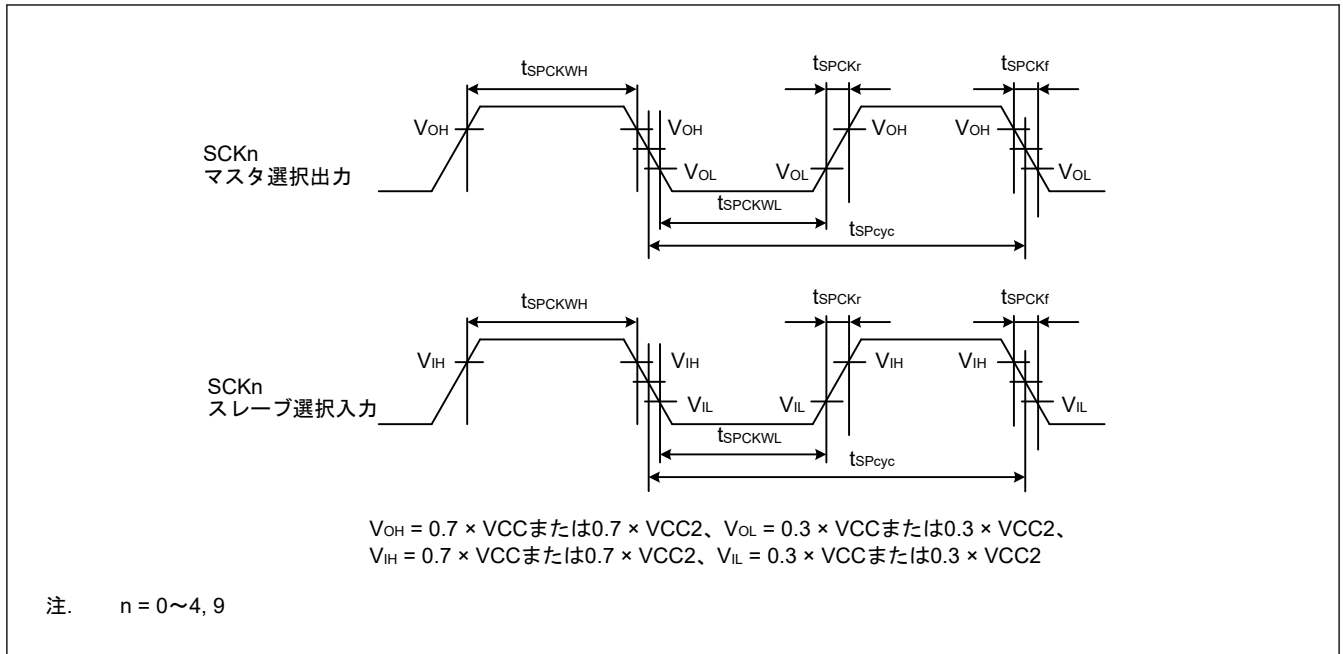 tSPCKWH
tSPCKr
tSPCKf
VOH
VOH
VOH
VOH
SCKn
マスタ選択出力
VOL
VOL
VOL
tSPCKWL
tSPcyc
tSPCKWH
tSPCKr
tSPCKf
VIH
VIH
VIH
VIH
SCKn
スレーブ選択入力
VIL
VIL
VIL
tSPCKWL
tSPcyc
VOH = 0.7 × VCCまたは0.7 × VCC2、VOL = 0.3 × VCCまたは0.3 × VCC2、
VIH = 0.7 × VCCまたは0.7 × VCC2、VIL = 0.3 × VCCまたは0.3 × VCC2
注. n = 0～4, 9